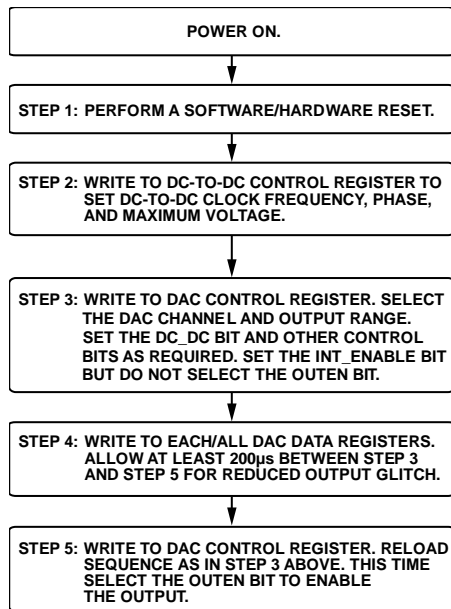 POWER ON.
STEP 1: PERFORM A SOFTWARE/HARDWARE RESET.
STEP 2: WRITE TO DC-TO-DC CONTROL REGISTER TO
SET DC-TO-DC CLOCK FREQUENCY, PHASE,
AND MAXIMUM VOLTAGE.
STEP 3: WRITE TO DAC CONTROL REGISTER. SELECT
THE DAC CHANNEL AND OUTPUT RANGE.
SET THE DC_DC BIT AND OTHER CONTROL
BITS AS REQUIRED. SET THE INT_ENABLE BIT
BUT DO NOT SELECT THE OUTEN BIT.
STEP 4: WRITE TO EACH/ALL DAC DATA REGISTERS.
ALLOW AT LEAST 200µs BETWEEN STEP 3
AND STEP 5 FOR REDUCED OUTPUT GLITCH.
STEP 5: WRITE TO DAC CONTROL REGISTER. RELOAD
SEQUENCE AS IN STEP 3 ABOVE. THIS TIME
SELECT THE OUTEN BIT TO ENABLE
THE OUTPUT.